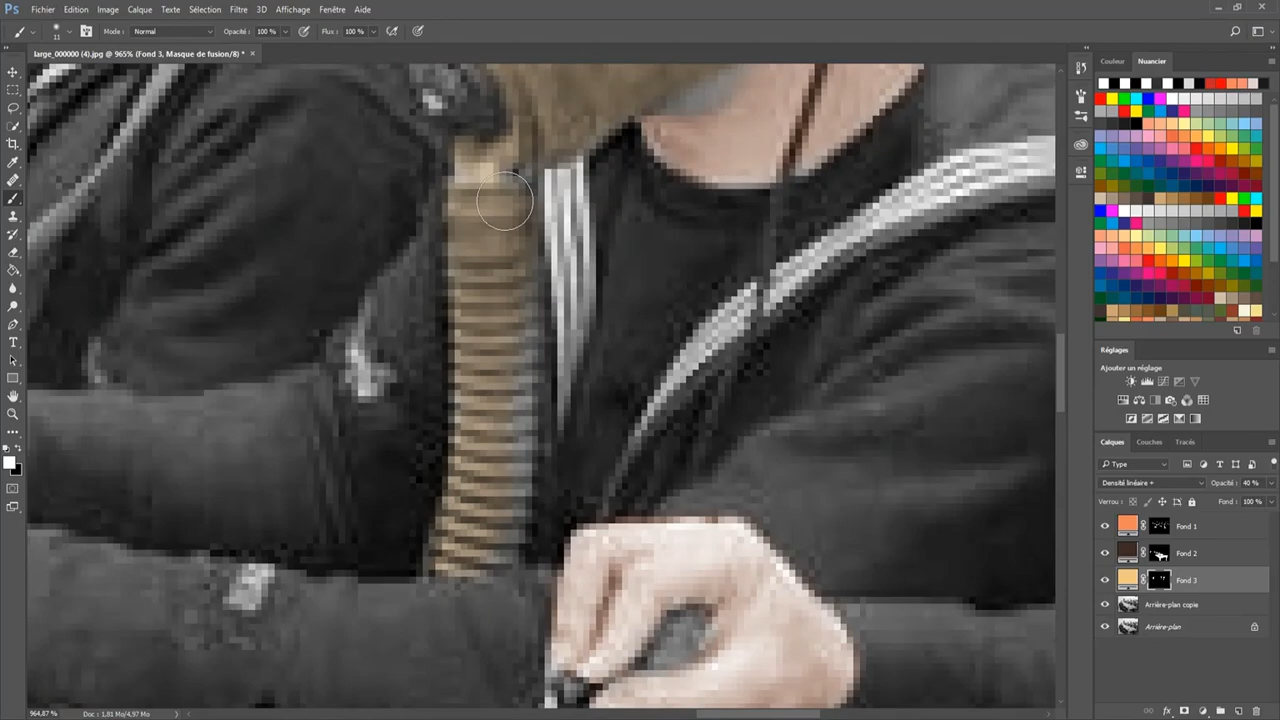 Ps Fichier Edition Image Calque Texte Sélection Filtre 3D Affichage Fenêtre Aide
11 Mode : Normal Opacité : 100 % Flux : 100 %
large_000000 (4).jpg @ 965% (Fond 3, Masque de fusion/8) * ×
Couleur Nuancier
Réglages
Ajouter un réglage
Calques Couches Tracés
Type
Densité linéaire + Opacité : 40 %
Verrou : Fond : 100 %
Fond 1
Fond 2
Fond 3
Arrière-plan copie
Arrière-plan
fx
964,87 % Doc : 1,81 Mo/4,97 Mo